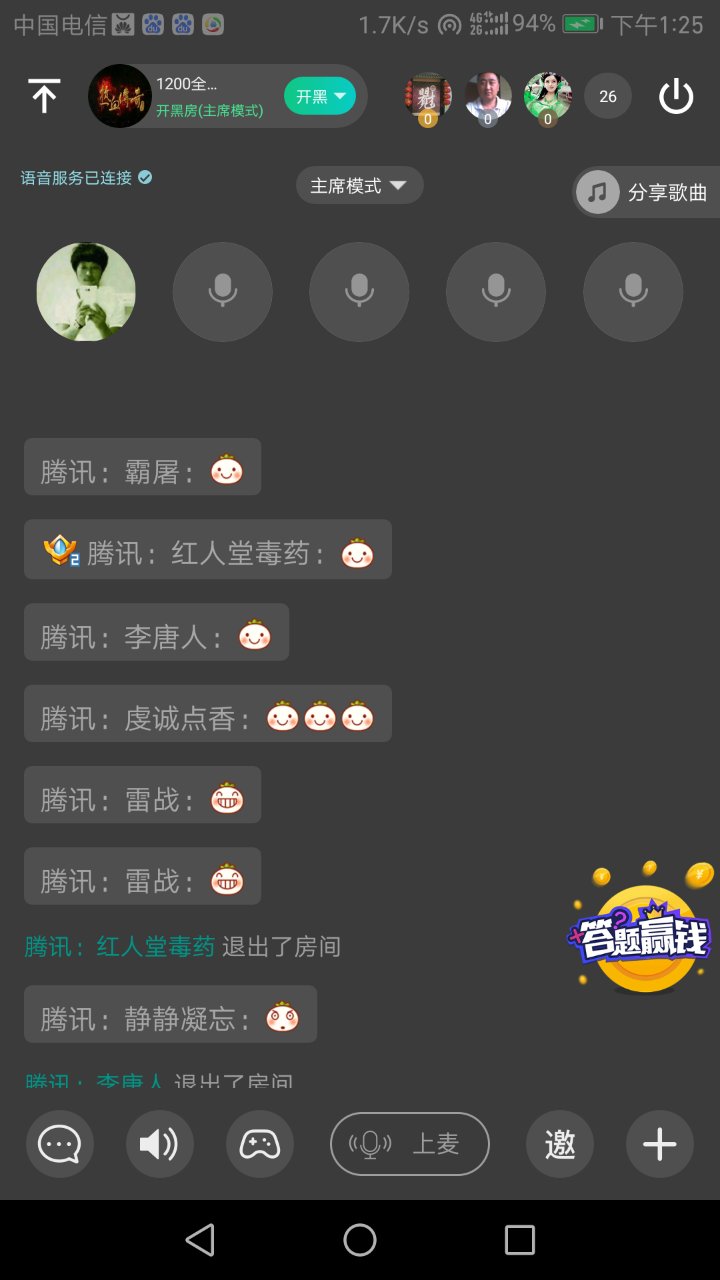 中国电信
1.7K/s 4G 2G 94% 下午1:25
1200全...
开黑房(主席模式)
开黑
0 0 0
26
语音服务已连接
主席模式
分享歌曲
腾讯：霸屠：
2 腾讯：红人堂毒药：
腾讯：李唐人：
腾讯：虔诚点香：
腾讯：雷战：
腾讯：雷战：
腾讯：红人堂毒药 退出了房间
答题赢钱
腾讯：静静凝忘：
腾讯：李唐人 退出了房间
上麦
邀